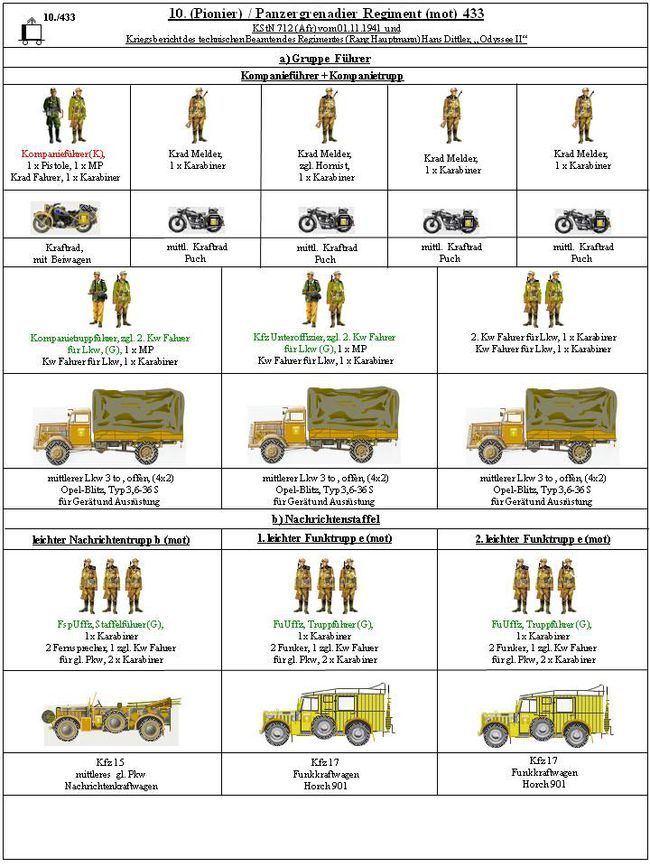 10./433
10. (Pionier) / Panzergrenadier Regiment (mot) 433
KStN 712 (Afr) vom 01.11.1941 und
Kriegsbericht des technischen Beamten des Regimentes (Rang Hauptmann) Hans Dittler, „Odyssee II“
a) Gruppe Führer
Kompanieführer + Kompanietrupp
Kompanieführer (K),
1 x Pistole, 1 x MP
Krad Fahrer, 1 x Karabiner
Krad Melder,
1 x Karabiner
Krad Melder,
zgl. Hornist,
1 x Karabiner
Krad Melder,
1 x Karabiner
Krad Melder,
1 x Karabiner
Kraftrad,
mit Beiwagen
mittl. Kraftrad
Puch
mittl. Kraftrad
Puch
mittl. Kraftrad
Puch
mittl. Kraftrad
Puch
Kompanietruppführer, zgl. 2. Kw Fahrer
für Lkw, (G), 1 x MP
Kw Fahrer für Lkw, 1 x Karabiner
Kfz Unteroffizier, zgl. 2. Kw Fahrer
für Lkw (G), 1 x MP
Kw Fahrer für Lkw, 1 x Karabiner
2. Kw Fahrer für Lkw, 1 x Karabiner
Kw Fahrer für Lkw, 1 x Karabiner
mittlerer Lkw 3 to, offen, (4x2)
Opel-Blitz, Typ 3,6-36 S
für Gerät und Ausrüstung
mittlerer Lkw 3 to, offen, (4x2)
Opel-Blitz, Typ 3,6-36 S
für Gerät und Ausrüstung
mittlerer Lkw 3 to, offen, (4x2)
Opel-Blitz, Typ 3,6-36 S
für Gerät und Ausrüstung
b) Nachrichtenstaffel
leichter Nachrichtentrupp b (mot)
1. leichter Funktrupp e (mot)
2. leichter Funktrupp e (mot)
FspUffz, Staffelführer (G),
1 x Karabiner
2 Fernsprecher, 1 zgl. Kw Fahrer
für gl. Pkw, 2 x Karabiner
FuUffz, Truppführer (G),
1 x Karabiner
2 Funker, 1 zgl. Kw Fahrer
für gl. Pkw, 2 x Karabiner
FuUffz, Truppführer (G),
1 x Karabiner
2 Funker, 1 zgl. Kw Fahrer
für gl. Pkw, 2 x Karabiner
Kfz 15
mittleres gl. Pkw
Nachrichtenkraftwagen
Kfz 17
Funkkraftwagen
Horch 901
Kfz 17
Funkkraftwagen
Horch 901